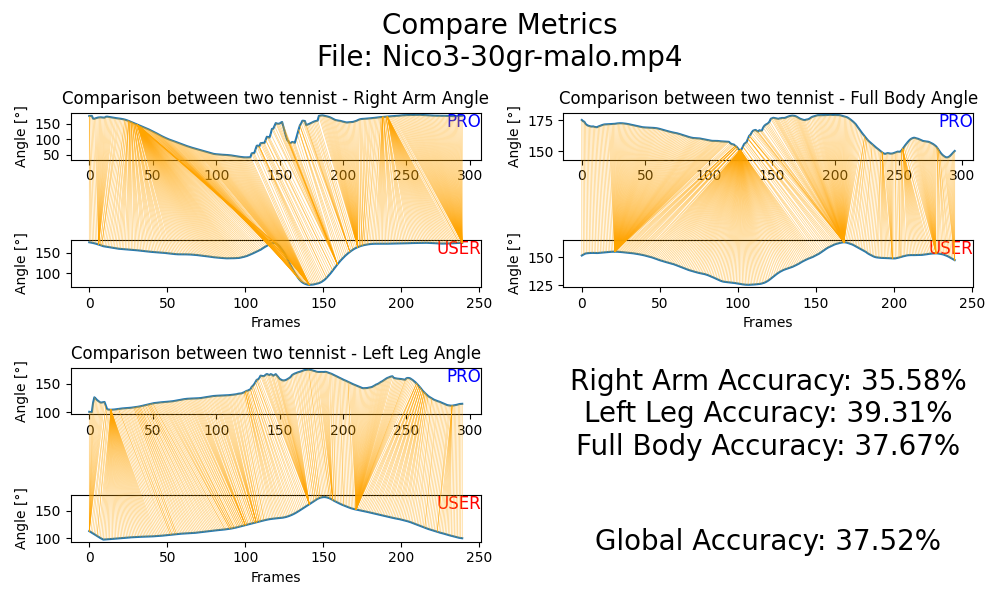 Compare Metrics
File: Nico3-30gr-malo.mp4
Comparison between two tennist - Right Arm Angle
Angle [°]
150
100
50
PRO
0 50 100 150 200 250 300
Angle [°]
150
100
USER
0 50 100 150 200 250
Frames
Comparison between two tennist - Full Body Angle
Angle [°]
175
150
PRO
0 50 100 150 200 250 300
Angle [°]
150
125
USER
0 50 100 150 200 250
Frames
Comparison between two tennist - Left Leg Angle
Angle [°]
150
100
PRO
0 50 100 150 200 250 300
Angle [°]
150
100
USER
0 50 100 150 200 250
Frames
Right Arm Accuracy: 35.58%
Left Leg Accuracy: 39.31%
Full Body Accuracy: 37.67%
Global Accuracy: 37.52%